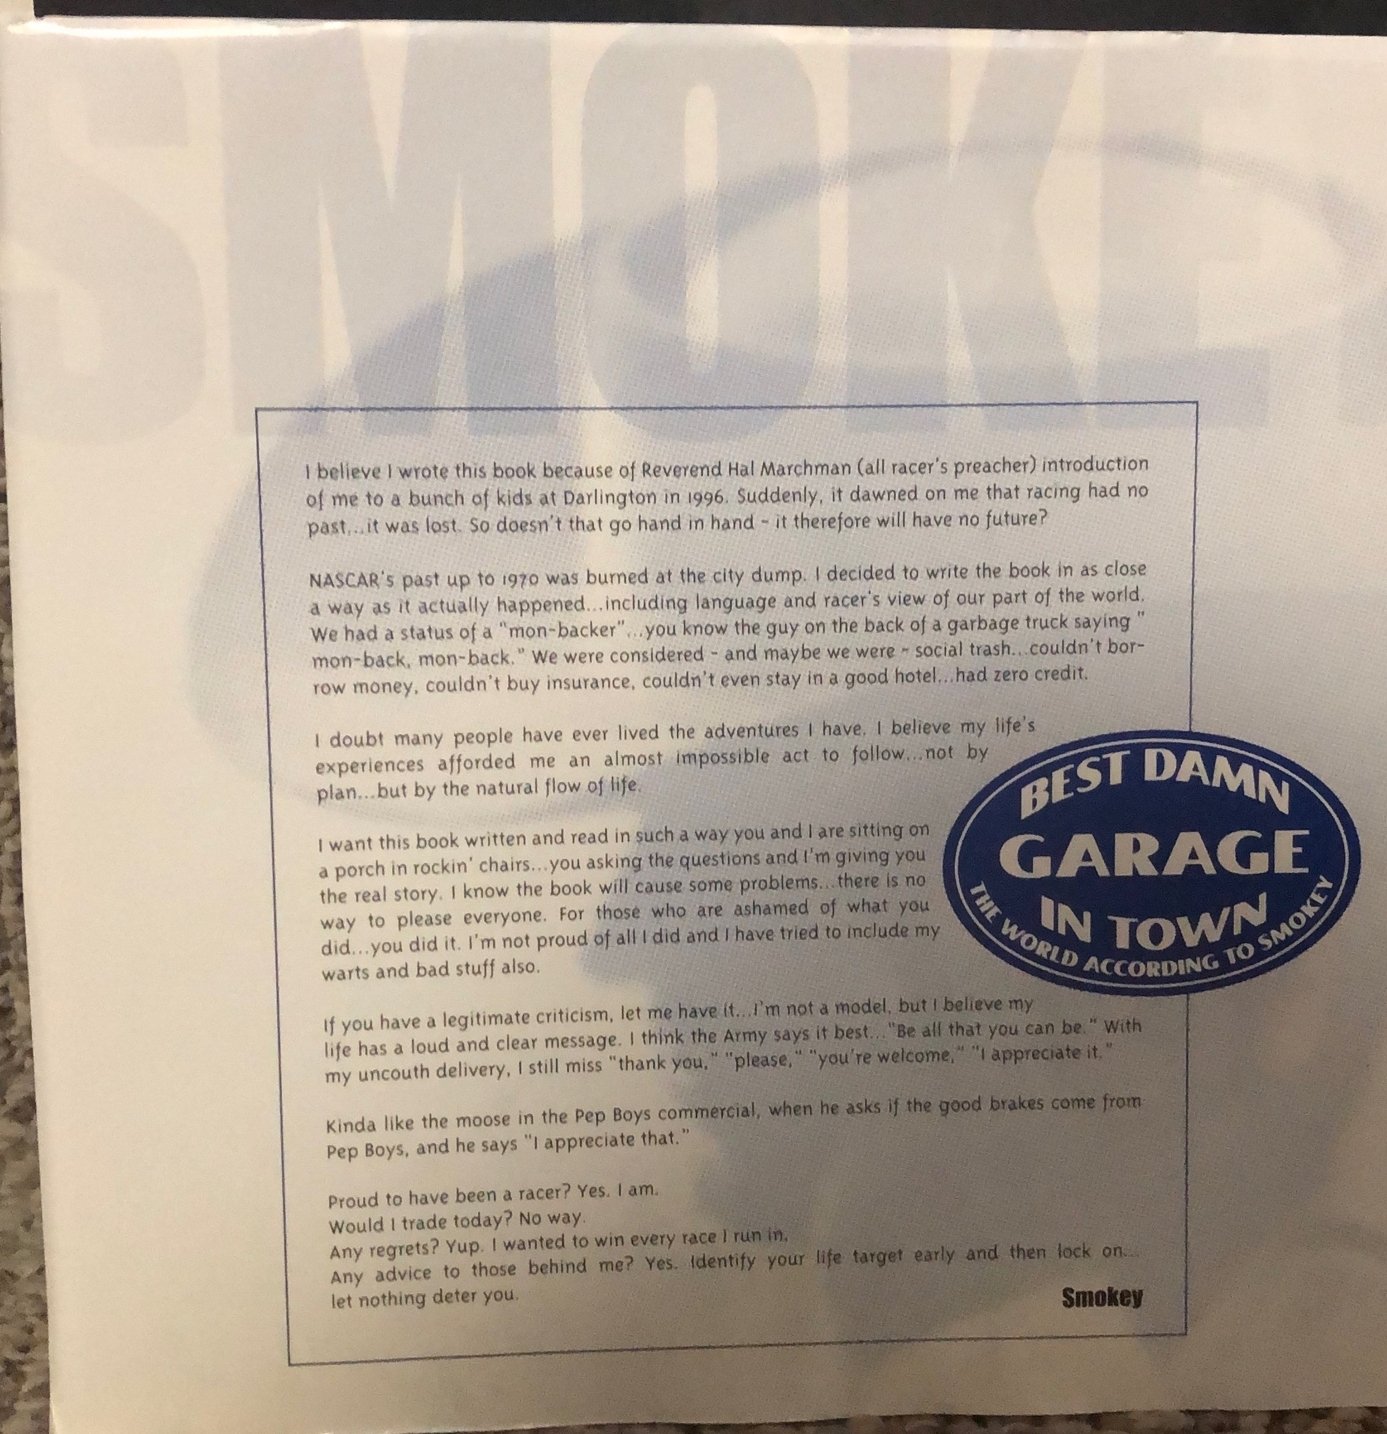 SMOKEY
I believe I wrote this book because of Reverend Hal Marchman (all racer's preacher) introduction
of me to a bunch of kids at Darlington in 1996. Suddenly, it dawned on me that racing had no
past...it was lost. So doesn't that go hand in hand - it therefore will have no future?
NASCAR's past up to 1970 was burned at the city dump. I decided to write the book in as close
a way as it actually happened...including language and racer's view of our part of the world.
We had a status of a "mon-backer"...you know the guy on the back of a garbage truck saying "
mon-back, mon-back." We were considered - and maybe we were - social trash...couldn't bor-
row money, couldn't buy insurance, couldn't even stay in a good hotel...had zero credit.
I doubt many people have ever lived the adventures I have. I believe my life's
experiences afforded me an almost impossible act to follow...not by
plan...but by the natural flow of life.
I want this book written and read in such a way you and I are sitting on
a porch in rockin' chairs...you asking the questions and I'm giving you
the real story. I know the book will cause some problems...there is no
way to please everyone. For those who are ashamed of what you
did...you did it. I'm not proud of all I did and I have tried to include my
warts and bad stuff also.
BEST DAMN
GARAGE
IN TOWN
THE WORLD ACCORDING TO SMOKEY
If you have a legitimate criticism, let me have it...I'm not a model, but I believe my
life has a loud and clear message. I think the Army says it best..."Be all that you can be." With
my uncouth delivery, I still miss "thank you," "please," "you're welcome," "I appreciate it."
Kinda like the moose in the Pep Boys commercial, when he asks if the good brakes come from
Pep Boys, and he says "I appreciate that."
Proud to have been a racer? Yes. I am.
Would I trade today? No way.
Any regrets? Yup. I wanted to win every race I run in.
Any advice to those behind me? Yes. Identify your life target early and then lock on...
let nothing deter you.
Smokey